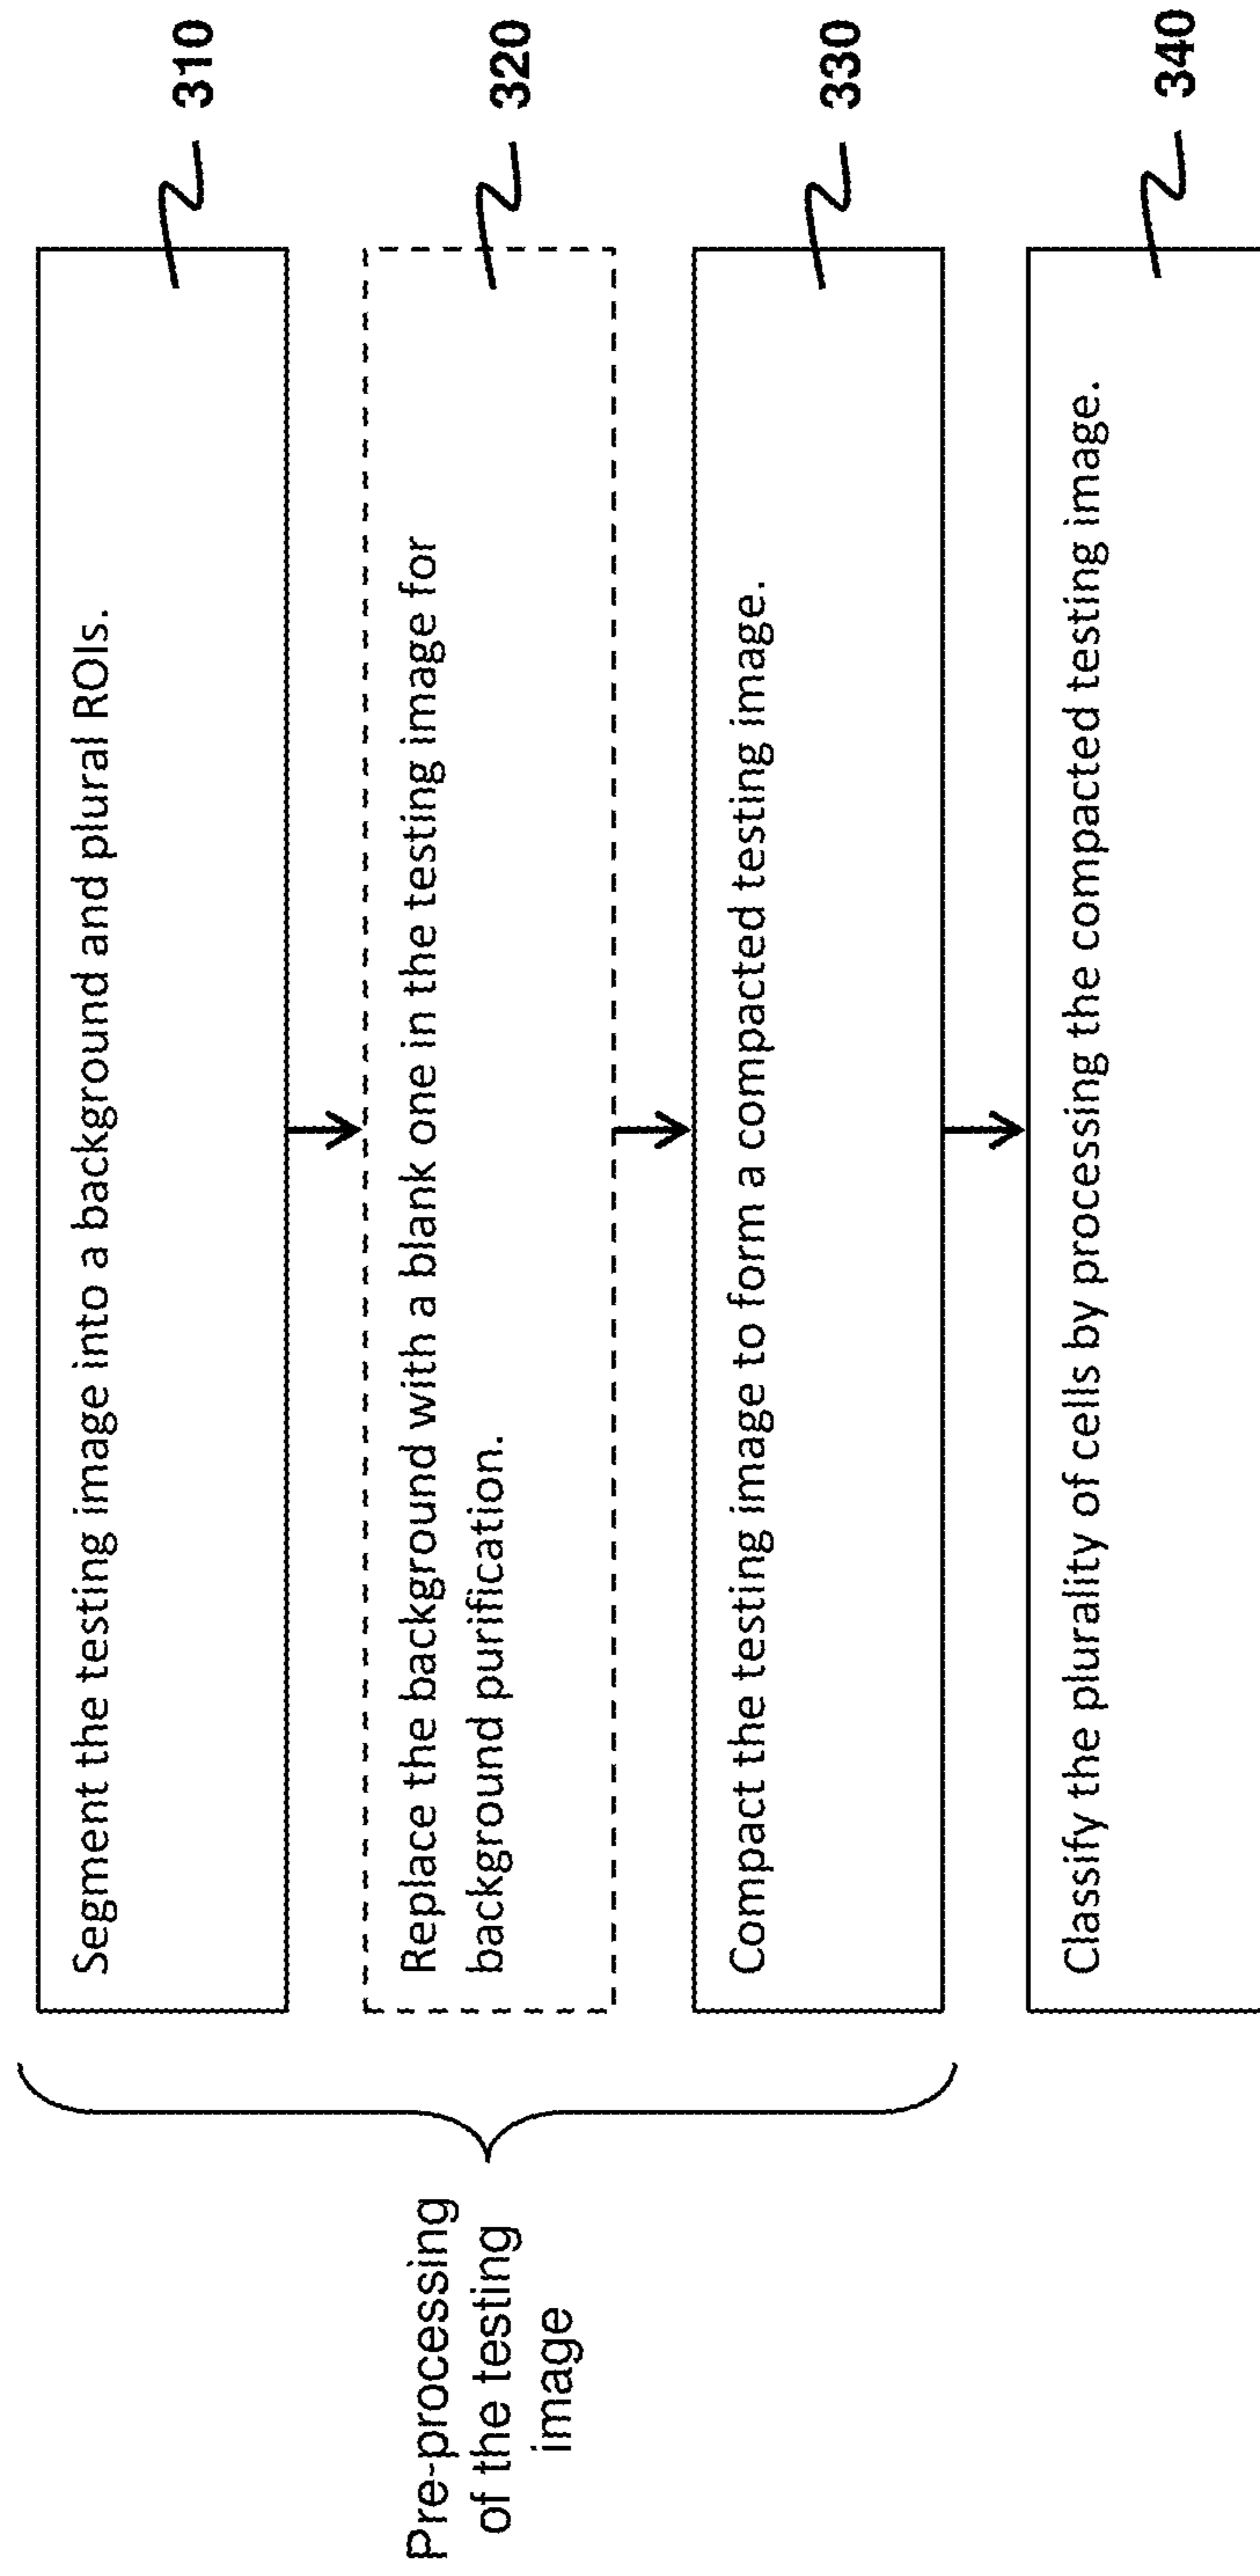 Pre-processing
of the testing
image
Segment the testing image into a background and plural ROIs.
310
Replace the background with a blank one in the testing image for
background purification.
320
Compact the testing image to form a compacted testing image.
330
Classify the plurality of cells by processing the compacted testing image.
340